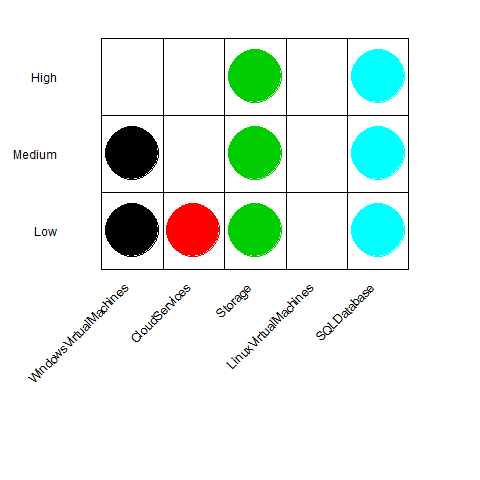 High
Medium
Low
WindowsVirtualMachines
CloudServices
Storage
LinuxVirtualMachines
SQLDatabase